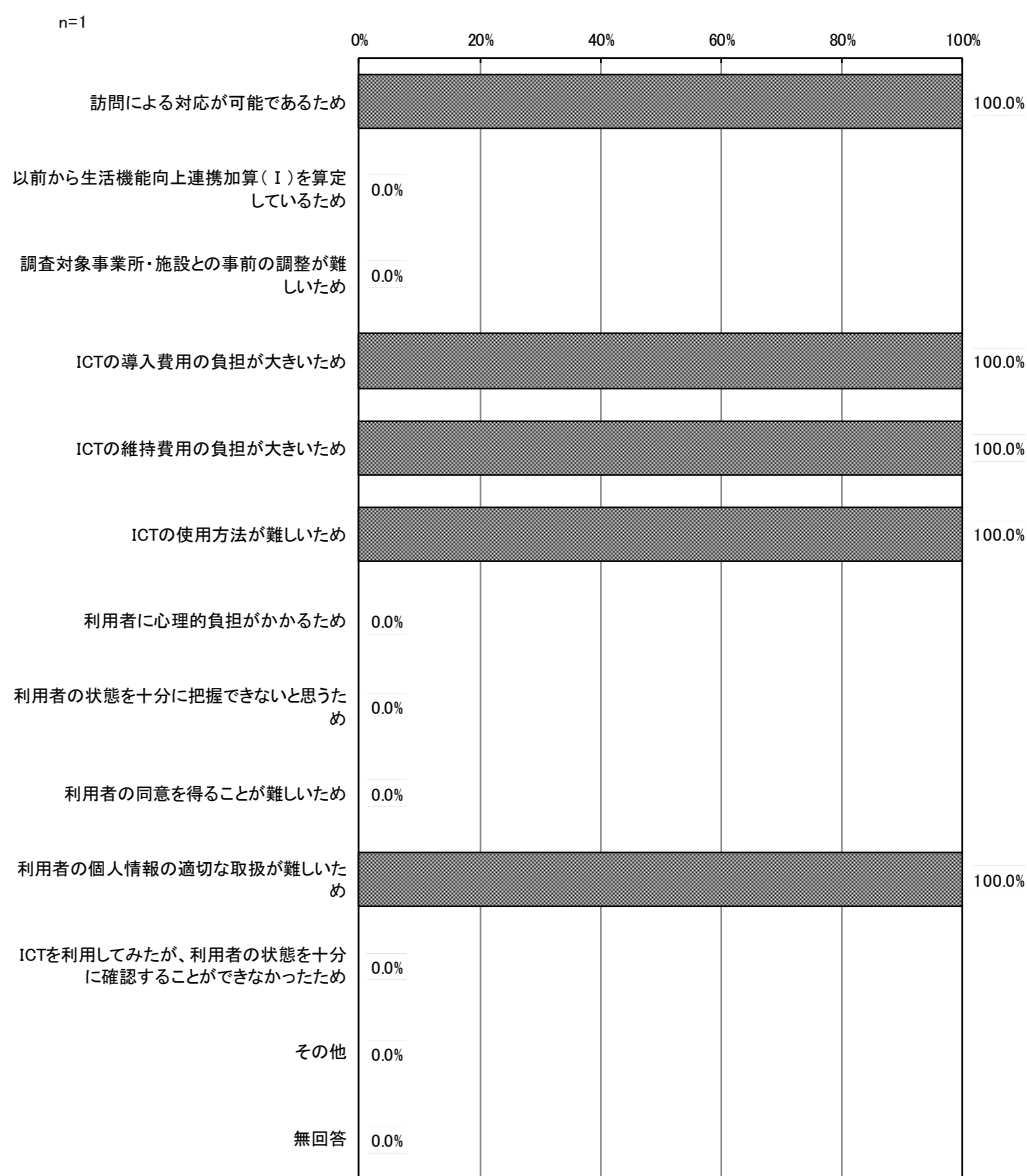 n=1
0% 20% 40% 60% 80% 100%
訪問による対応が可能であるため 100.0%
以前から生活機能向上連携加算(Ⅰ)を算定
しているため 0.0%
調査対象事業所・施設との事前の調整が難
しいため 0.0%
ICTの導入費用の負担が大きいため 100.0%
ICTの維持費用の負担が大きいため 100.0%
ICTの使用方法が難しいため 100.0%
利用者に心理的負担がかかるため 0.0%
利用者の状態を十分に把握できないと思うた
め 0.0%
利用者の同意を得ることが難しいため 0.0%
利用者の個人情報の適切な取扱が難しいた
め 100.0%
ICTを利用してみたが、利用者の状態を十分
に確認することができなかったため 0.0%
その他 0.0%
無回答 0.0%